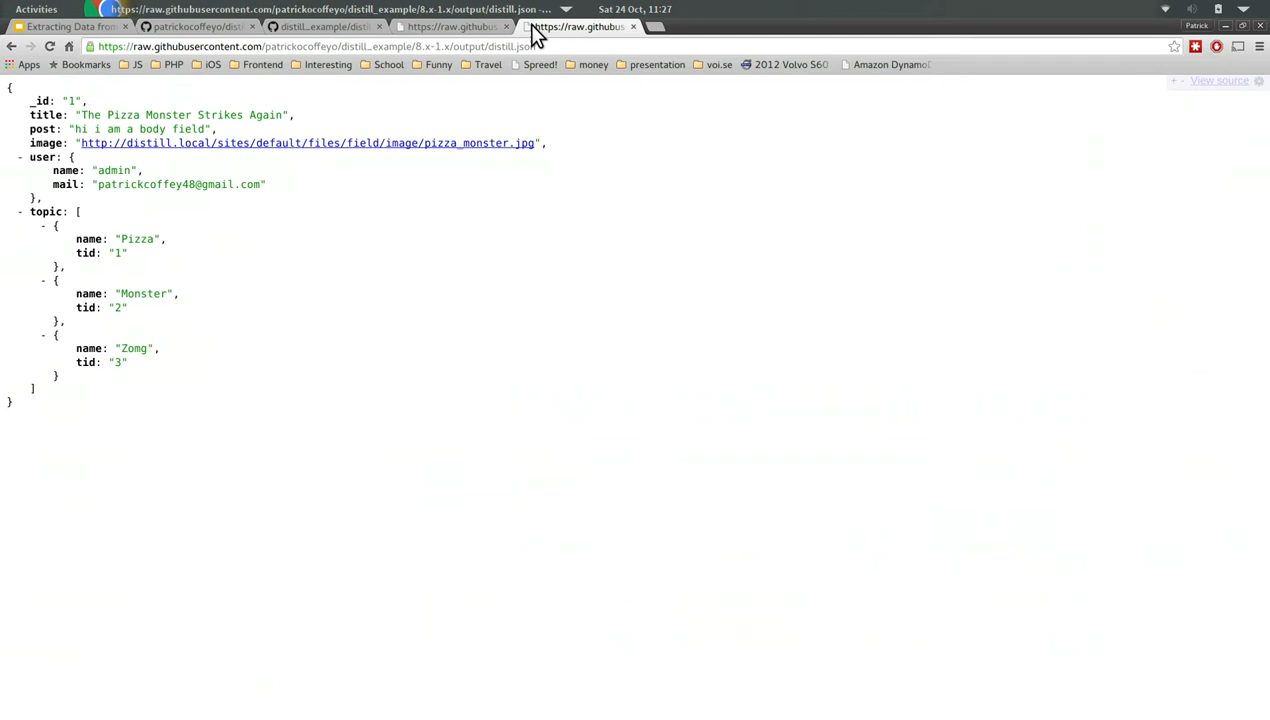 Activities
https://raw.githubusercontent.com/patrickocoffeyo/distill_example/8.x-1.x/output/distill.json -...
Sat 24 Oct, 11:27
Extracting Data from
patrickocoffeyo/dist
distill_example/disti
https://raw.githubus
https://raw.githubus
Patrick
https://raw.githubusercontent.com/patrickocoffeyo/distill_example/8.x-1.x/output/distill.json
Apps
Bookmarks
JS
PHP
iOS
Frontend
Interesting
School
Funny
Travel
Spreed!
money
presentation
voi.se
2012 Volvo S60
Amazon Dynamo
+ - View source
{
_id: "1",
title: "The Pizza Monster Strikes Again",
post: "hi i am a body field",
image: "http://distill.local/sites/default/files/field/image/pizza_monster.jpg",
- user: {
name: "admin",
mail: "patrickcoffey48@gmail.com"
},
- topic: [
- {
name: "Pizza",
tid: "1"
},
- {
name: "Monster",
tid: "2"
},
- {
name: "Zomg",
tid: "3"
}
]
}